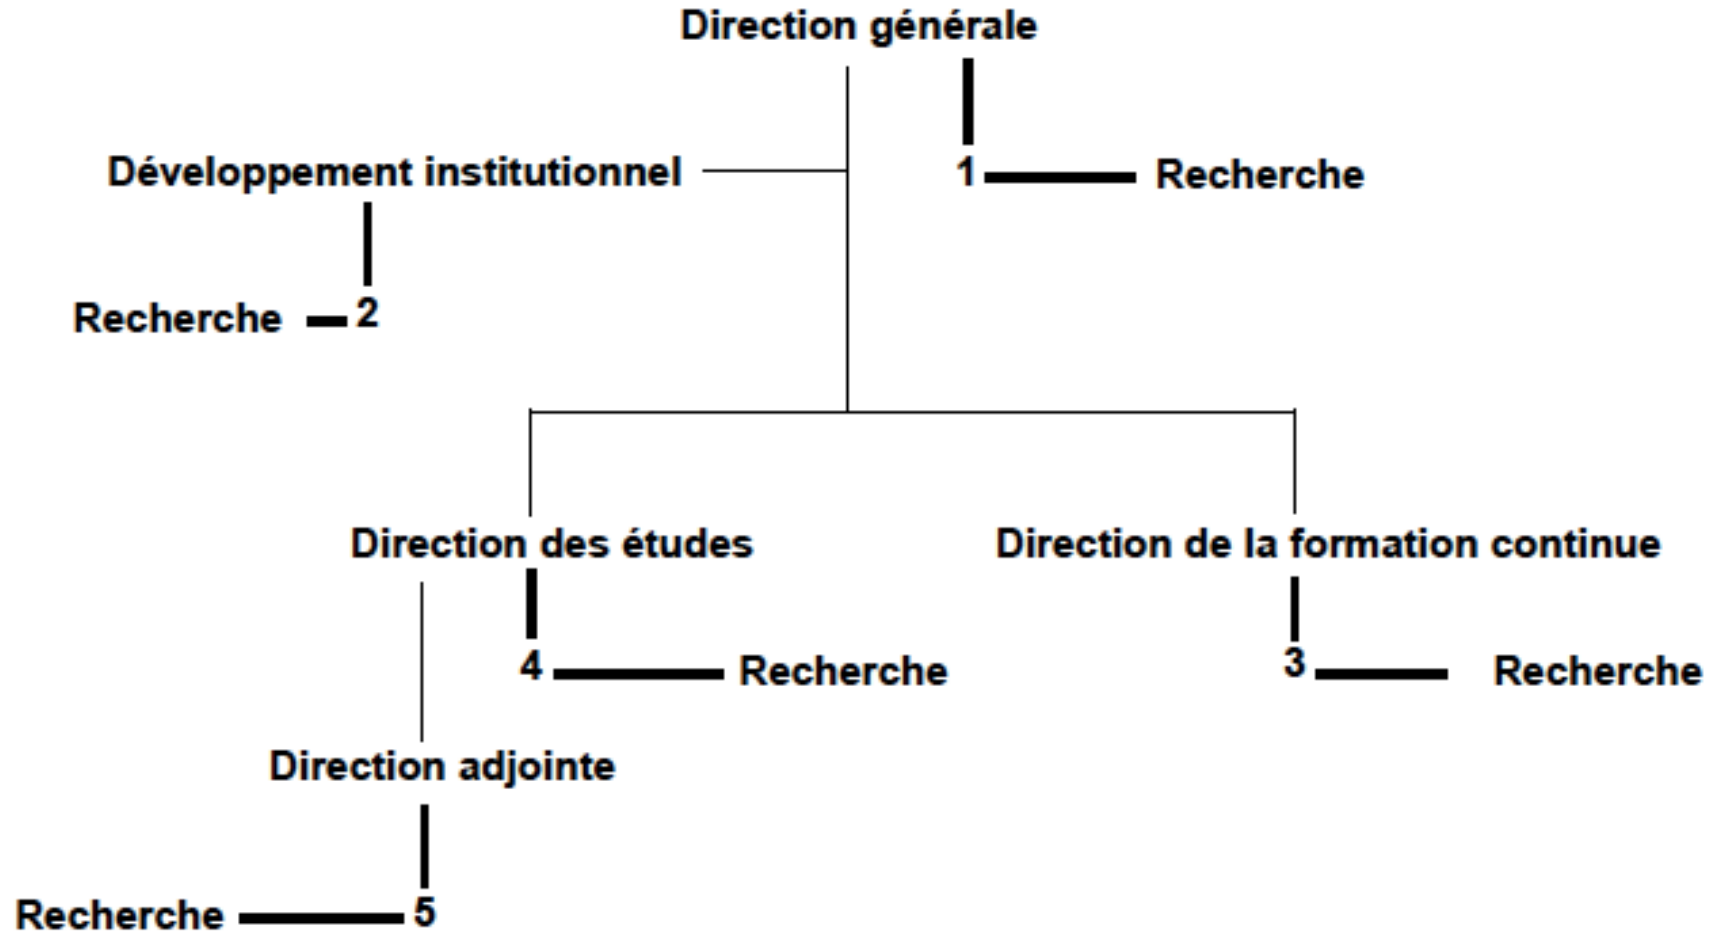 Direction générale
Développement institutionnel
1 Recherche
Recherche 2
Direction des études
Direction de la formation continue
4 Recherche
3 Recherche
Direction adjointe
Recherche 5